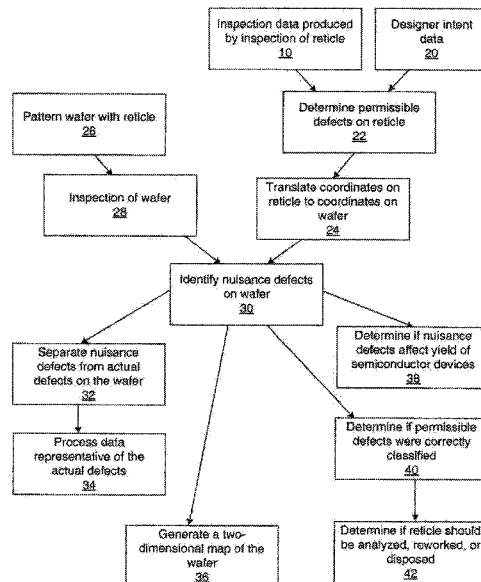 Inspection data produced
by inspection of reticle
10
Designer intent
data
20
Pattern wafer with reticle
26
Determine permissible
defects on reticle
22
Inspection of wafer
28
Translate coordinates on
reticle to coordinates on
wafer
24
Identify nuisance defects
on wafer
30
Separate nuisance
defects from actual
defects on the wafer
32
Determine if nuisance
defects affect yield of
semiconductor devices
38
Process data
representative of the
actual defects
34
Determine if permissible
defects were correctly
classified
40
Generate a two-
dimensional map of the
wafer
36
Determine if reticle should
be analyzed, reworked, or
disposed
42